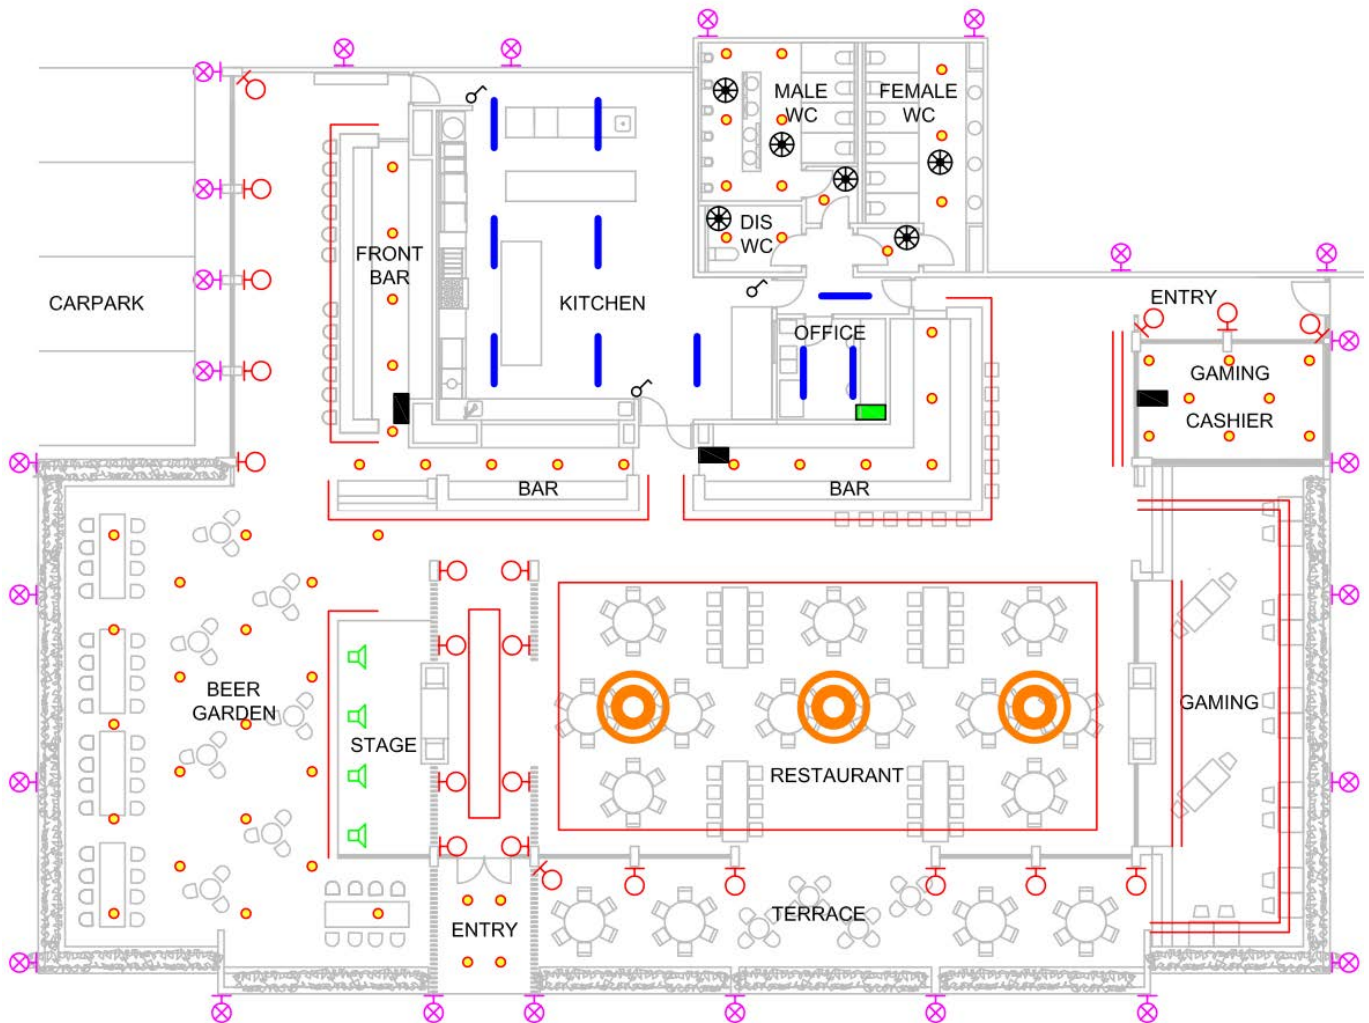 MALE
WC
FEMALE
WC
DIS
WC
FRONT
BAR
CARPARK
KITCHEN
ENTRY
OFFICE
GAMING
CASHIER
BAR
BAR
BEER
GARDEN
STAGE
GAMING
RESTAURANT
TERRACE
ENTRY